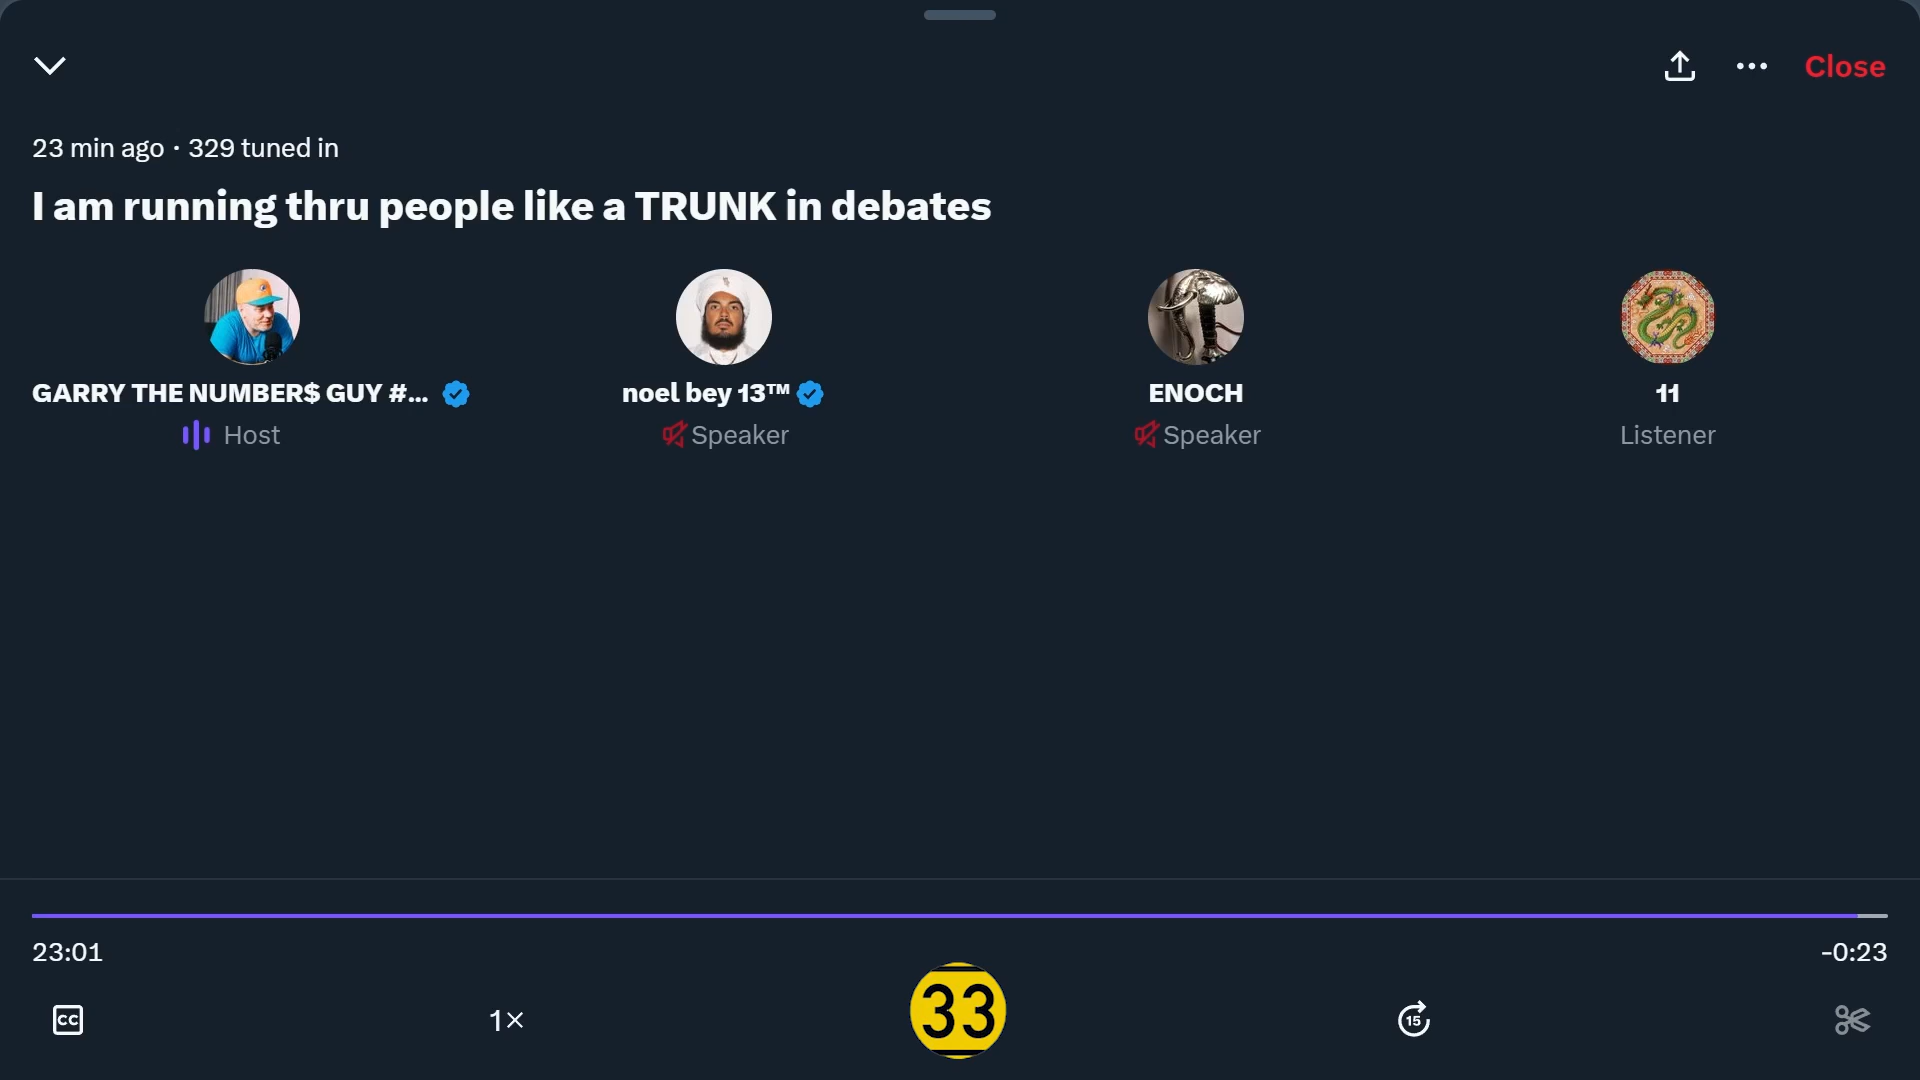 Close
23 min ago · 329 tuned in
I am running thru people like a TRUNK in debates
GARRY THE NUMBER$ GUY #...
noel bey 13™
ENOCH
11
Host
Speaker
Speaker
Listener
23:01
-0:23
CC
1×
33
15